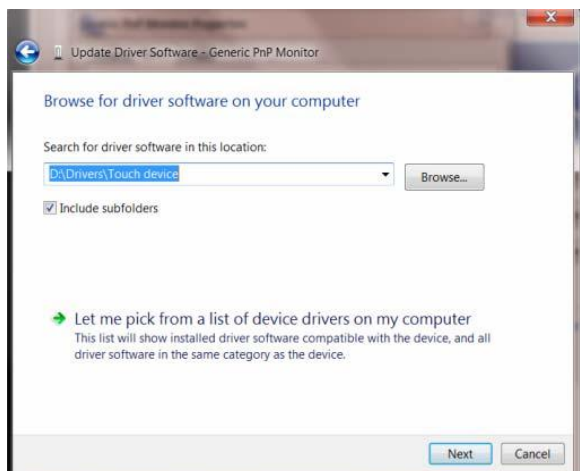 Update Driver Software - Generic PnP Monitor
Browse for driver software on your computer
Search for driver software in this location:
D:\Drivers\Touch device
Browse...
Include subfolders
Let me pick from a list of device drivers on my computer
This list will show installed driver software compatible with the device, and all
driver software in the same category as the device.
Next
Cancel